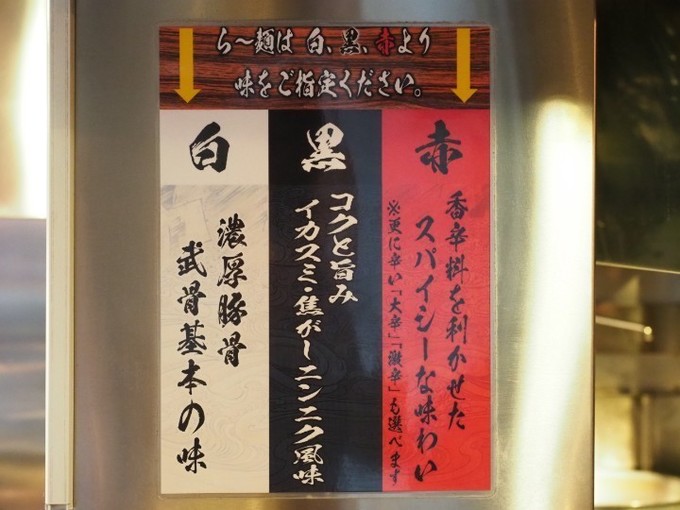 ら〜麺は 白、黒、赤より
味をご指定ください。
赤
香辛料を利かせた
スパイシーな味わい
※更に辛い「大辛」「激辛」も選べます
黒
コクと旨み
イカスミ・焦がしニンニク風味
白
濃厚豚骨
武骨基本の味